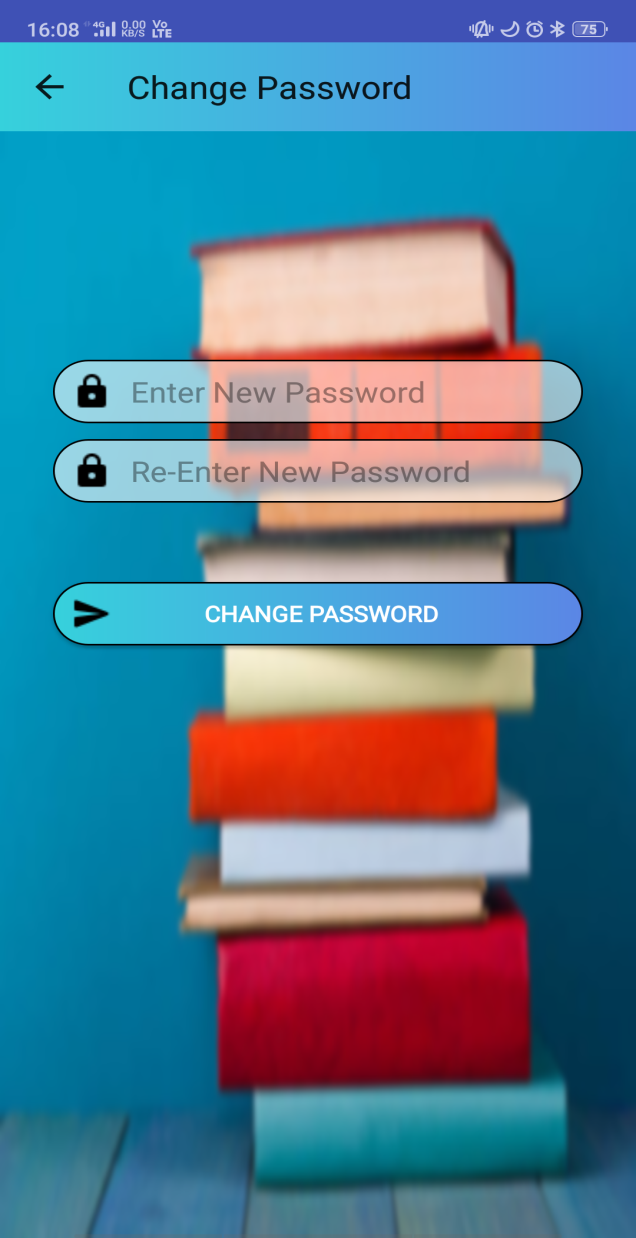 16:08 4G 0.00 KB/S Vo LTE 75
Change Password
Enter New Password
Re-Enter New Password
CHANGE PASSWORD